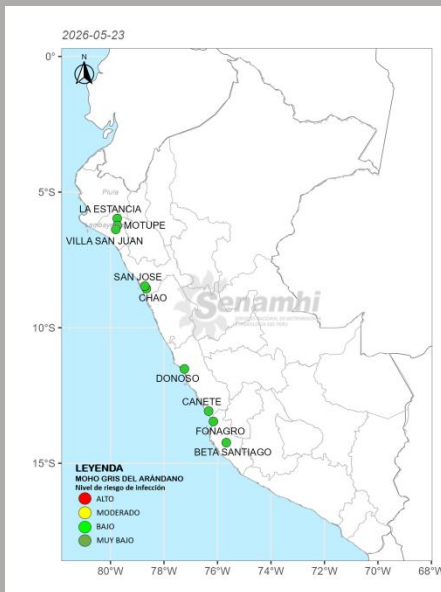 2026-05-23
N
0°
5°S
10°S
15°S
Piura
LA ESTANCIA
MOTUPE
VILLA SAN JUAN
SAN JOSE
CHAO
Senamhi
DONOSO
CANETE
FONAGRO
BETA SANTIAGO
LEYENDA
MOHO GRIS DEL ARÁNDANO
Nivel de riesgo de infección
ALTO
MODERADO
BAJO
MUY BAJO
80°W 78°W 76°W 74°W 72°W 70°W 68°W